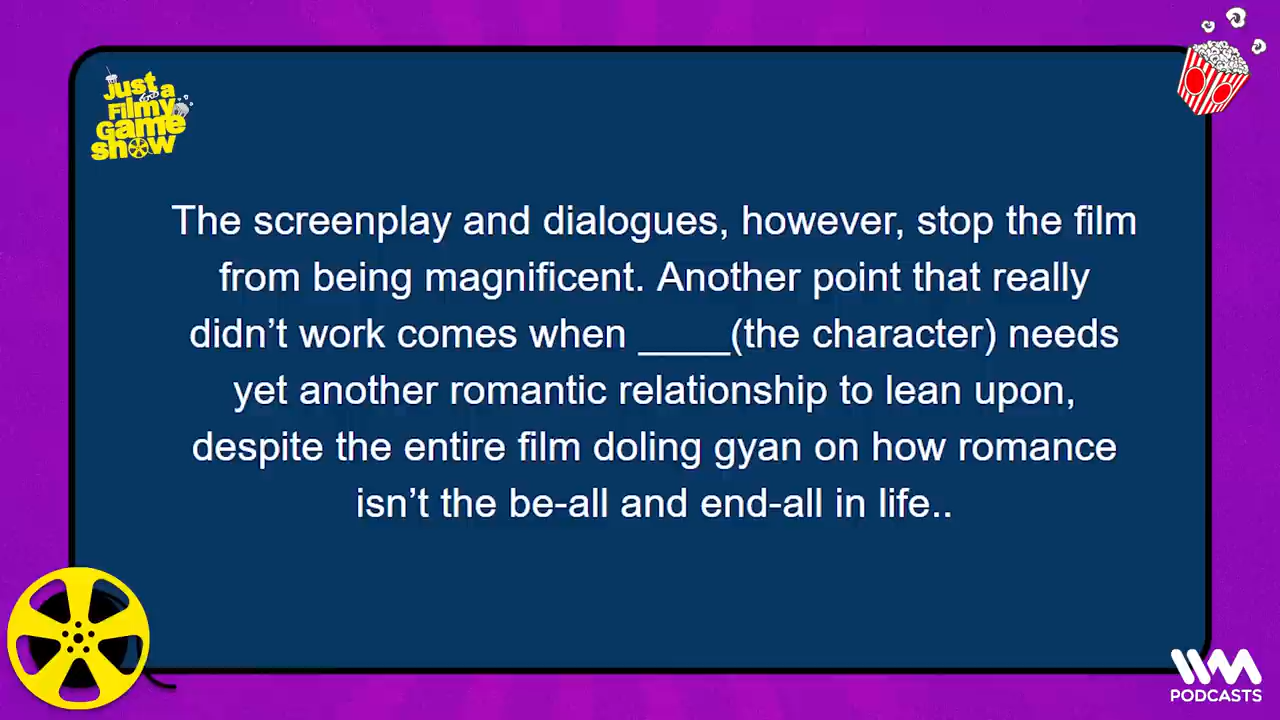 Just a
Filmy
Game
show
The screenplay and dialogues, however, stop the film
from being magnificent. Another point that really
didn’t work comes when ____(the character) needs
yet another romantic relationship to lean upon,
despite the entire film doling gyan on how romance
isn’t the be-all and end-all in life..
IVM
PODCASTS